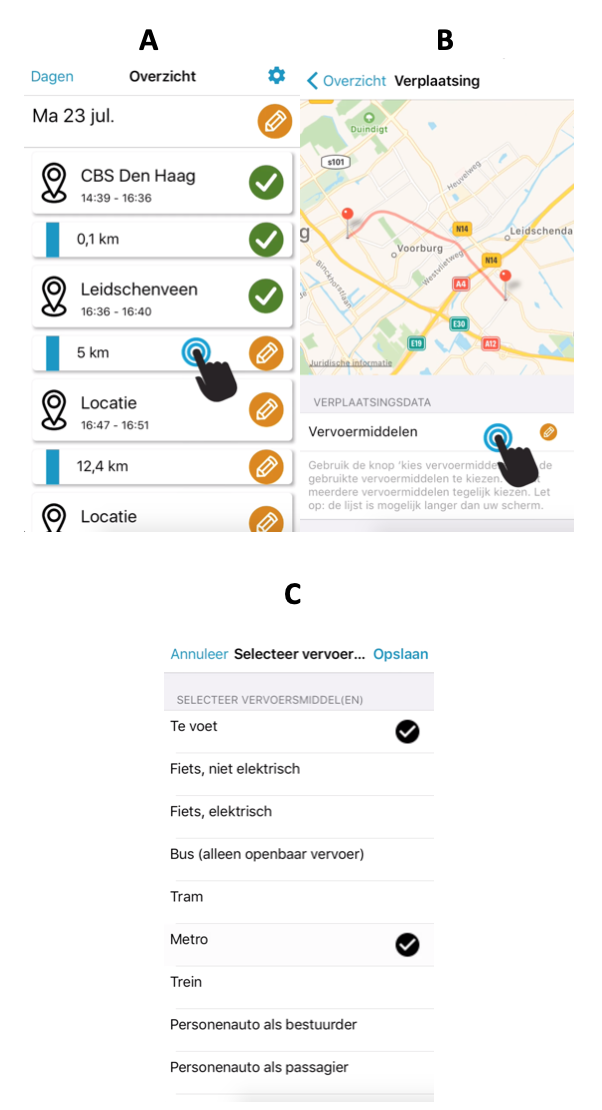 A
Dagen Overzicht
Ma 23 jul.
CBS Den Haag
14:39 - 16:36
0,1 km
Leidschenveen
16:36 - 16:40
5 km
Locatie
16:47 - 16:51
12,4 km
Locatie
B
Overzicht Verplaatsing
Duindigt
s101
Heuvelweg
N14
Leidschenda
g
Voorburg
Westvlietweg
N14
A4
Binckhorstlaan
E30
E19
A12
Juridische informatie
VERPLAATSINGSDATA
Vervoermiddelen
Gebruik de knop 'kies vervoermidde de
gebruikte vervoermiddelen te kiezen.
meerdere vervoermiddelen tegelijk kiezen. Let
op: de lijst is mogelijk langer dan uw scherm.
C
Annuleer Selecteer vervoer... Opslaan
SELECTEER VERVOERSMIDDEL(EN)
Te voet
Fiets, niet elektrisch
Fiets, elektrisch
Bus (alleen openbaar vervoer)
Tram
Metro
Trein
Personenauto als bestuurder
Personenauto als passagier